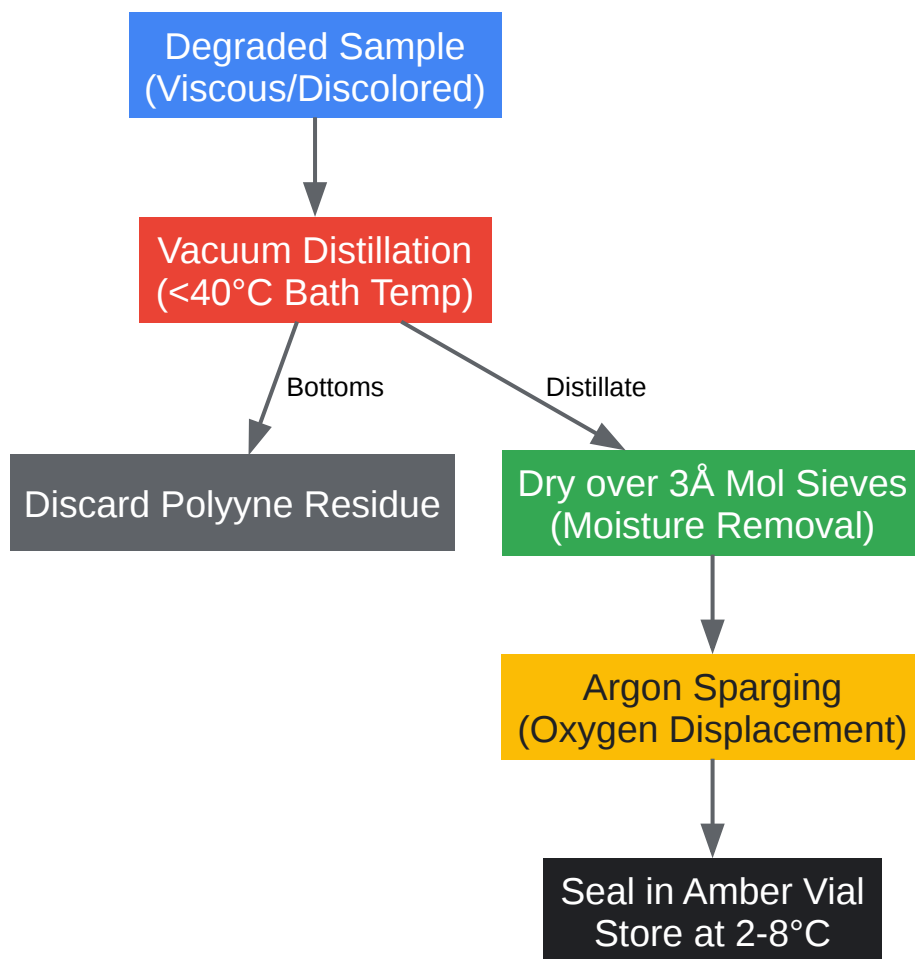 Degraded Sample
(Viscous/Discolored)
Vacuum Distillation
(<40°C Bath Temp)
Bottoms
Distillate
Discard Polyyne Residue
Dry over 3Å Mol Sieves
(Moisture Removal)
Argon Sparging
(Oxygen Displacement)
Seal in Amber Vial
Store at 2-8°C